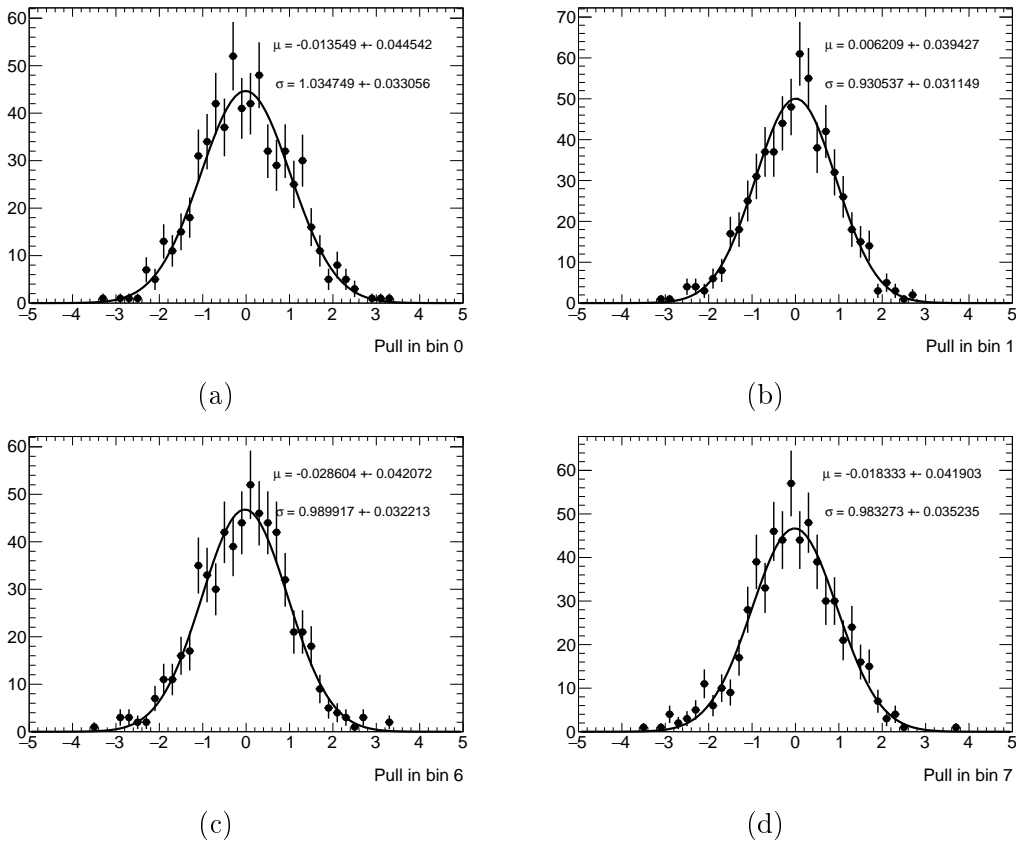 60
50
40
30
20
10
0
μ = -0.013549 +- 0.044542
σ = 1.034749 +- 0.033056
−5 −4 −3 −2 −1 0 1 2 3 4 5
Pull in bin 0
(a)
70
60
50
40
30
20
10
0
μ = 0.006209 +- 0.039427
σ = 0.930537 +- 0.031149
−5 −4 −3 −2 −1 0 1 2 3 4 5
Pull in bin 1
(b)
60
50
40
30
20
10
0
μ = -0.028604 +- 0.042072
σ = 0.989917 +- 0.032213
−5 −4 −3 −2 −1 0 1 2 3 4 5
Pull in bin 6
(c)
60
50
40
30
20
10
0
μ = -0.018333 +- 0.041903
σ = 0.983273 +- 0.035235
−5 −4 −3 −2 −1 0 1 2 3 4 5
Pull in bin 7
(d)